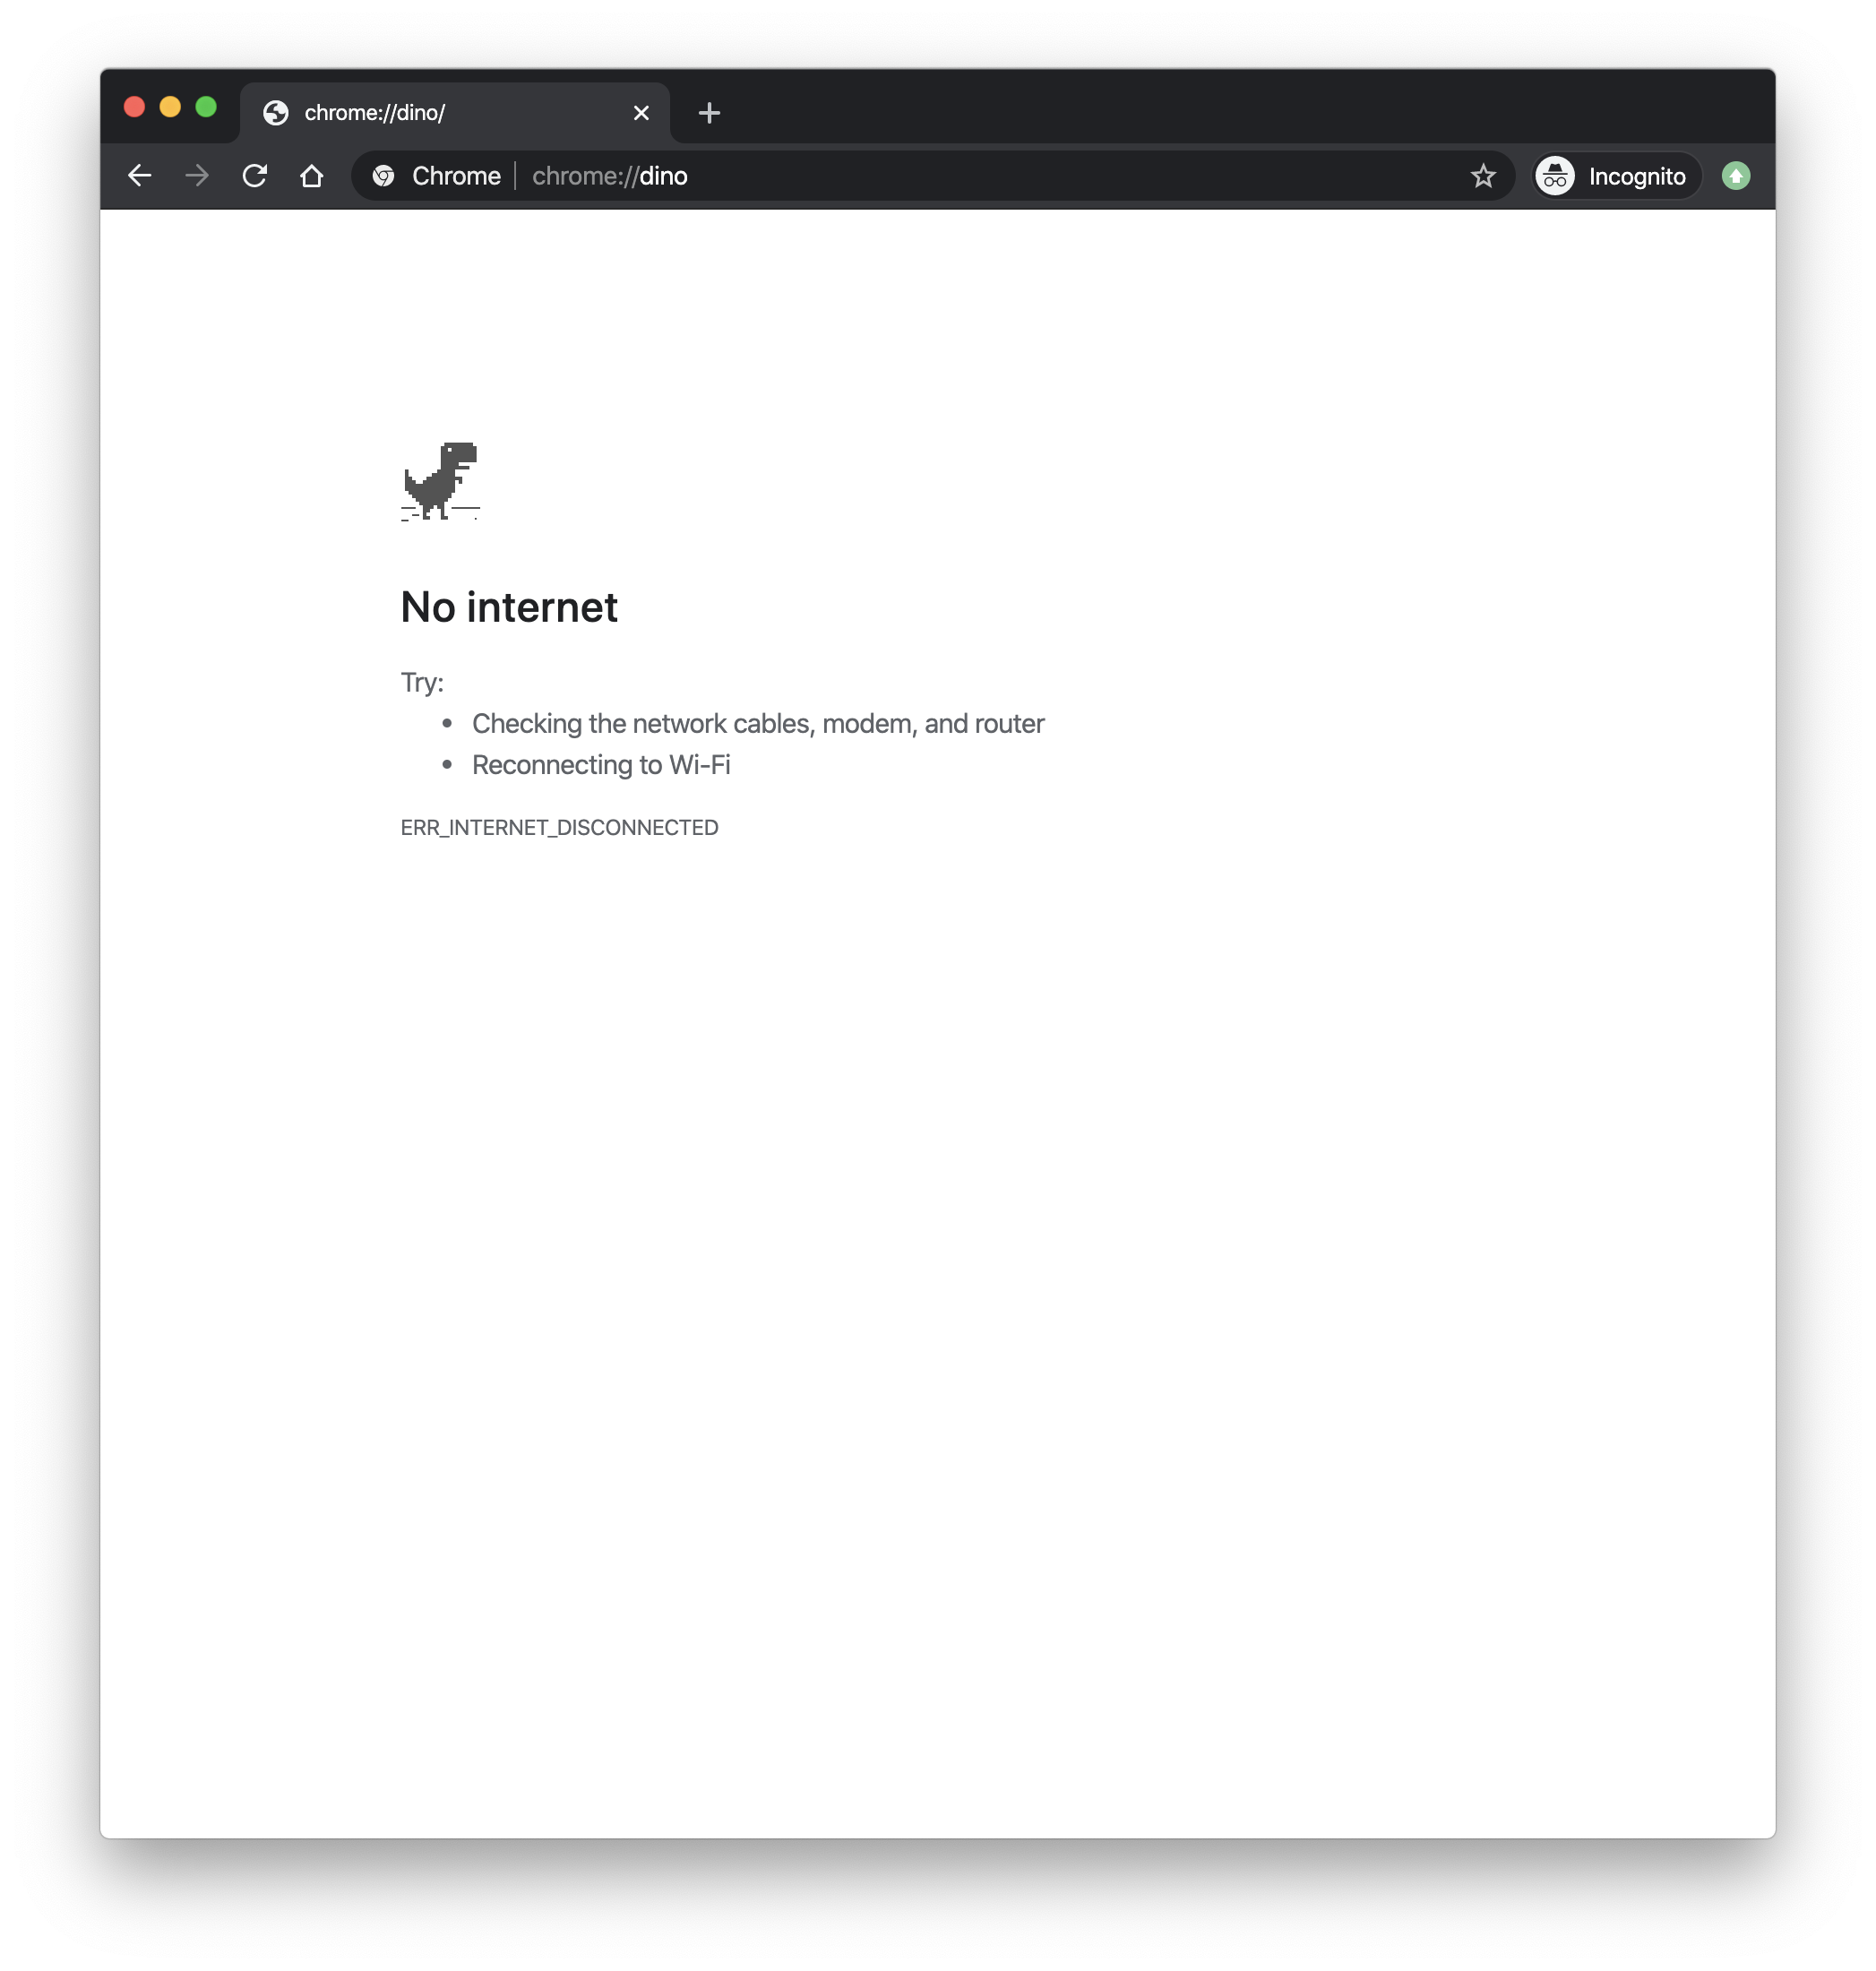 chrome://dino/
Chrome chrome://dino Incognito
No internet
Try:
Checking the network cables, modem, and router
Reconnecting to Wi-Fi
ERR_INTERNET_DISCONNECTED